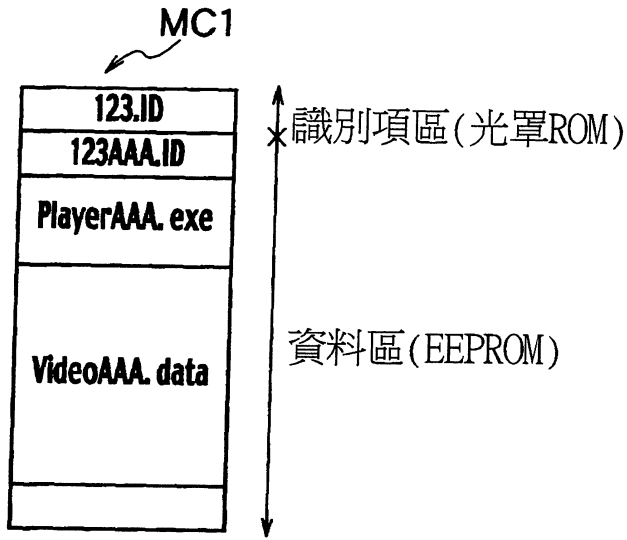 MC1
123.ID
識別項區(光罩ROM)
123AAA.ID
PlayerAAA.exe
資料區(EEPROM)
VideoAAA.data